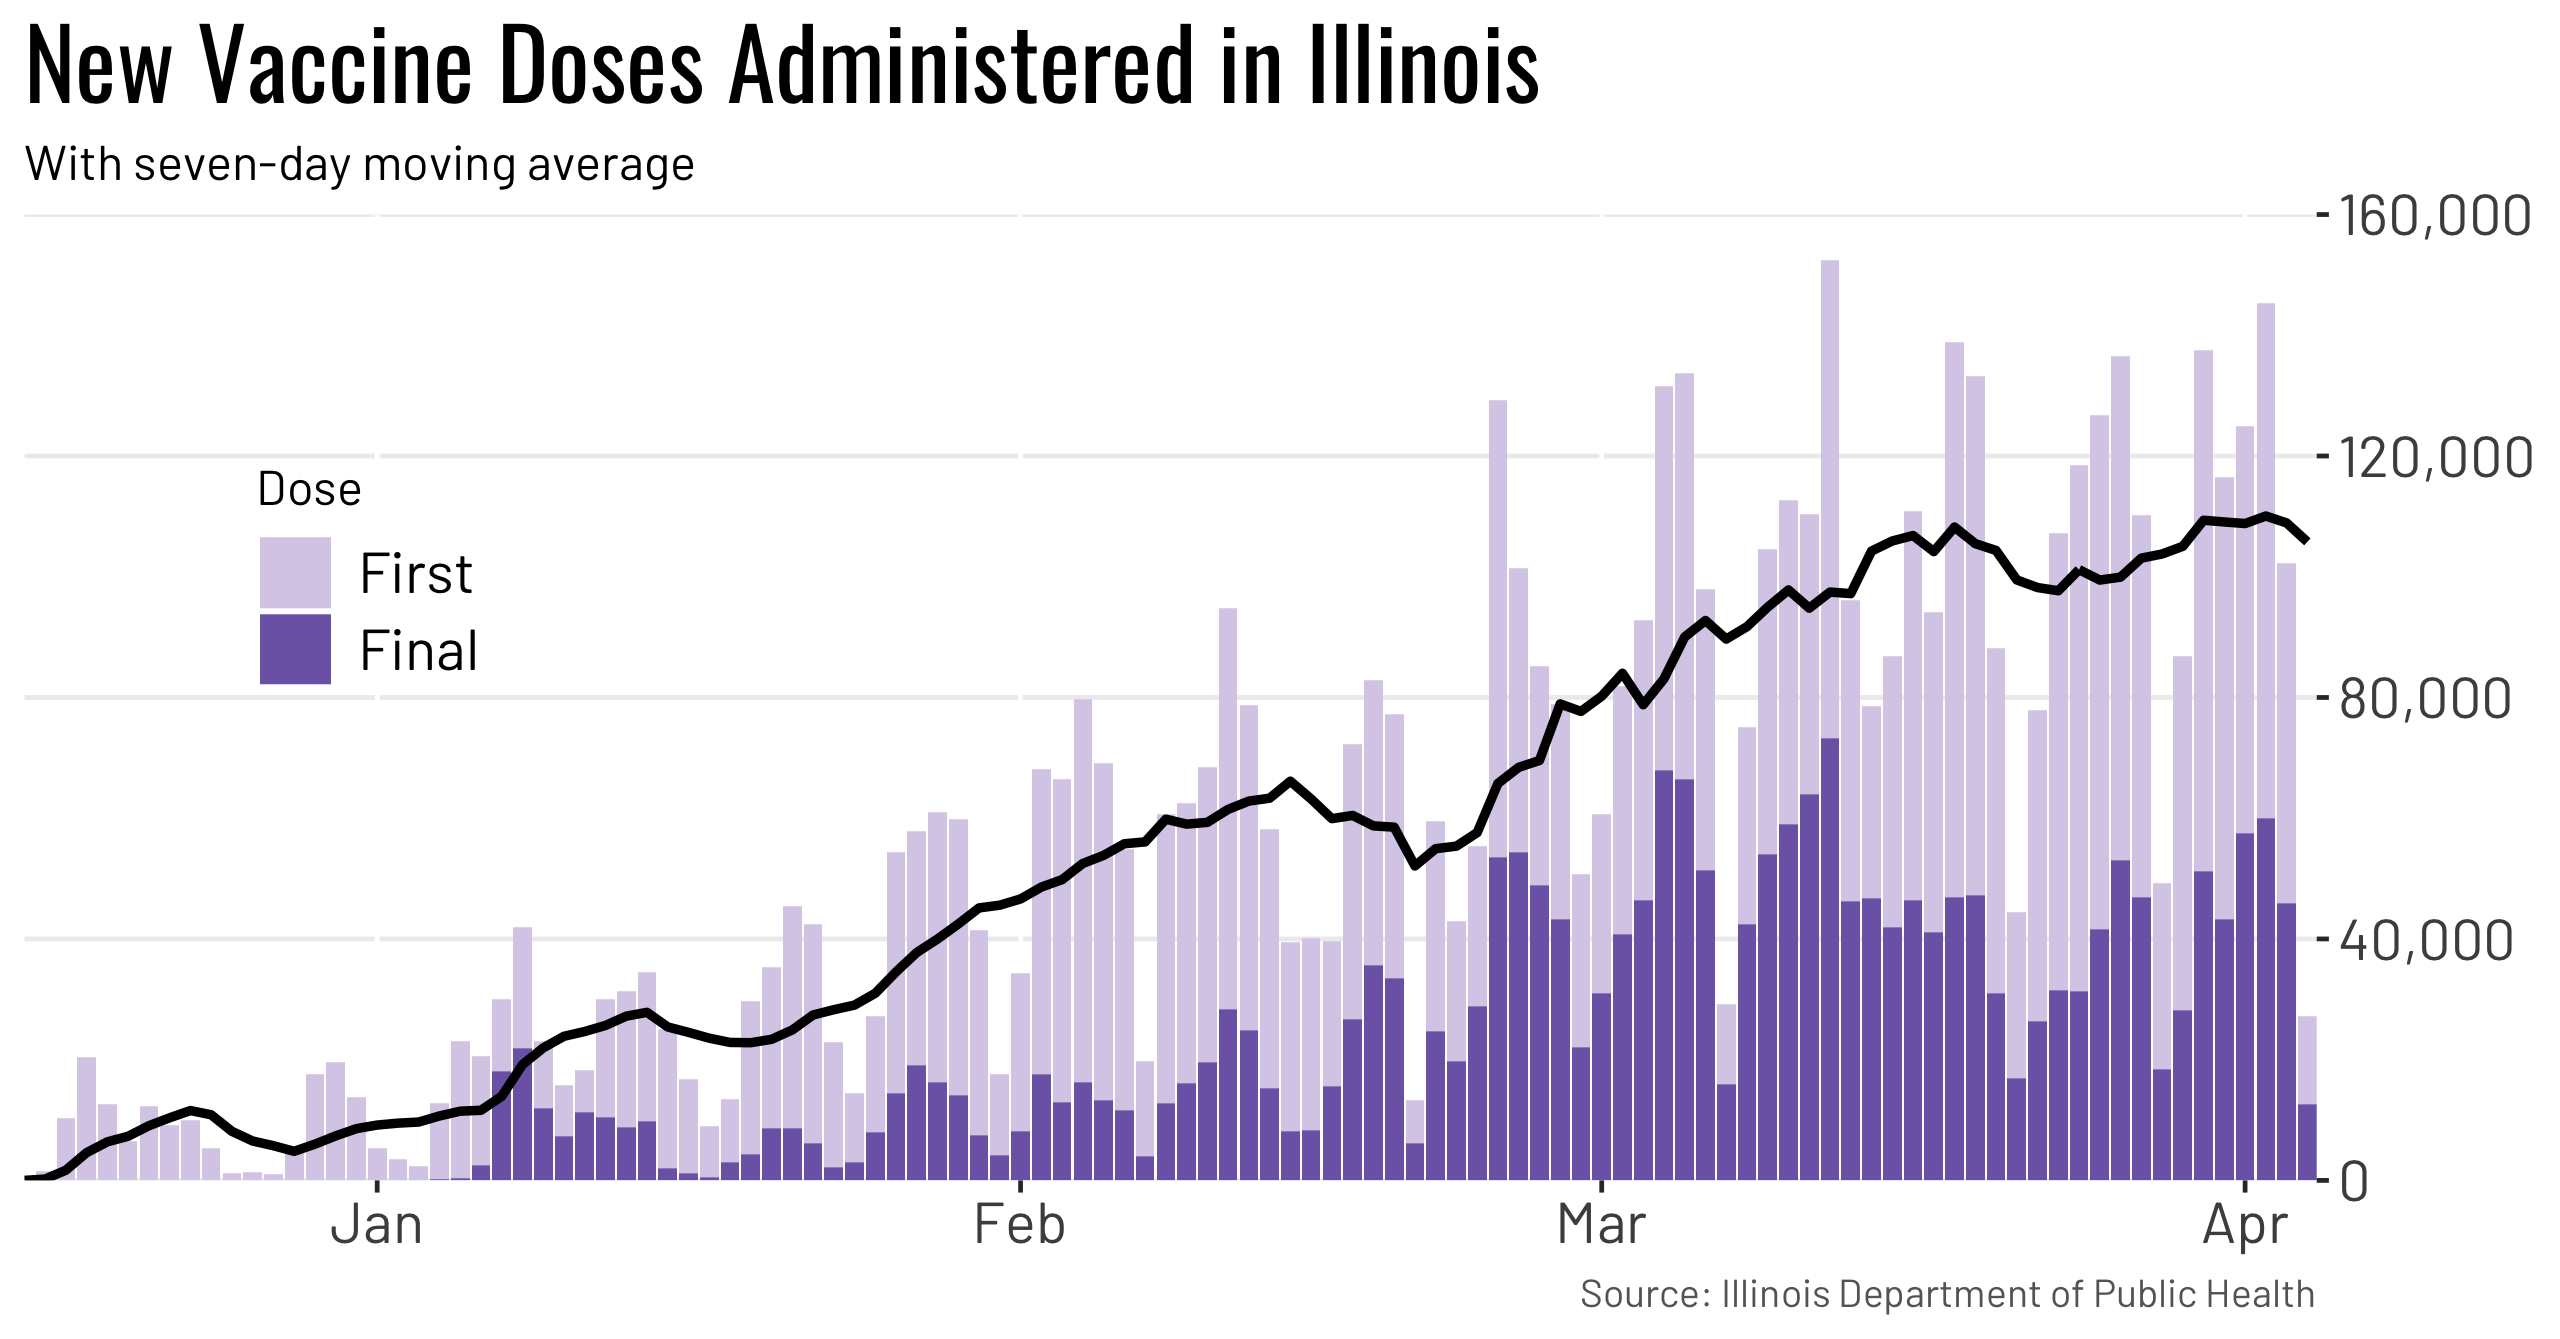 New Vaccine Doses Administered in Illinois
With seven-day moving average
160,000
120,000
Dose
First
Final
80,000
40,000
0
Jan Feb Mar Apr
Source: Illinois Department of Public Health